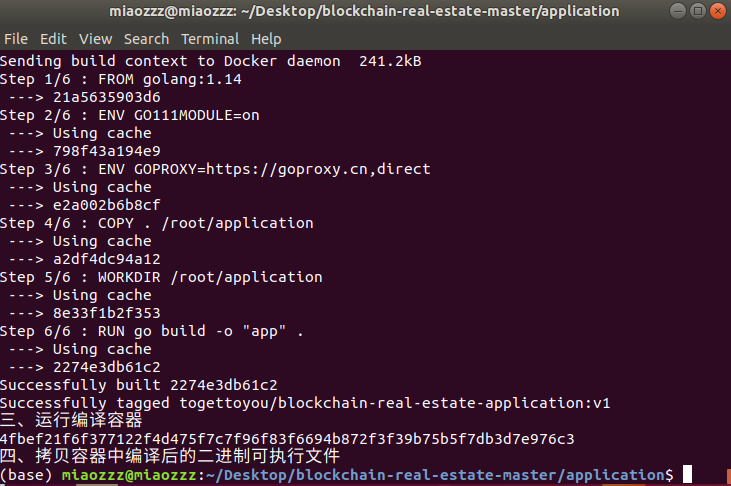 miaozzz@miaozzz: ~/Desktop/blockchain-real-estate-master/application
File Edit View Search Terminal Help
Sending build context to Docker daemon  241.2kB
Step 1/6 : FROM golang:1.14
 ---> 21a5635903d6
Step 2/6 : ENV GO111MODULE=on
 ---> Using cache
 ---> 798f43a194e9
Step 3/6 : ENV GOPROXY=https://goproxy.cn,direct
 ---> Using cache
 ---> e2a002b6b8cf
Step 4/6 : COPY . /root/application
 ---> Using cache
 ---> a2df4dc94a12
Step 5/6 : WORKDIR /root/application
 ---> Using cache
 ---> 8e33f1b2f353
Step 6/6 : RUN go build -o "app" .
 ---> Using cache
 ---> 2274e3db61c2
Successfully built 2274e3db61c2
Successfully tagged togettoyou/blockchain-real-estate-application:v1
三、运行编译容器
4fbef21f6f377122f4d475f7c7f96f83f6694b872f3f39b75b5f7db3d7e976c3
四、拷贝容器中编译后的二进制可执行文件
(base) miaozzz@miaozzz:~/Desktop/blockchain-real-estate-master/application$